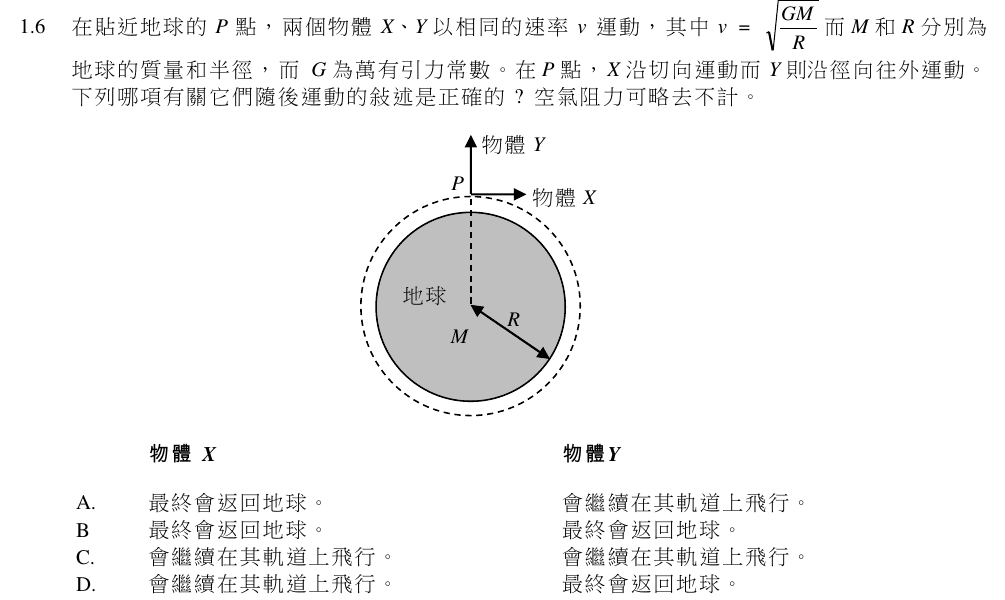 1.6 在貼近地球的 P 點，兩個物體 X、Y 以相同的速率 v 運動，其中 v = √(GM/R) 而 M 和 R 分別為
地球的質量和半徑，而 G 為萬有引力常數。在 P 點，X 沿切向運動而 Y 則沿徑向往外運動。
下列哪項有關它們隨後運動的敍述是正確的？空氣阻力可略去不計。
物體 Y
P
物體 X
地球
R
M
物體 X 物體 Y
A. 最終會返回地球。 會繼續在其軌道上飛行。
B 最終會返回地球。 最終會返回地球。
C. 會繼續在其軌道上飛行。 會繼續在其軌道上飛行。
D. 會繼續在其軌道上飛行。 最終會返回地球。